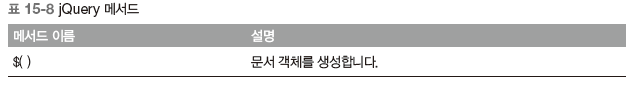 표 15-8 jQuery 메서드
메서드 이름 설명
$( ) 문서 객체를 생성합니다.